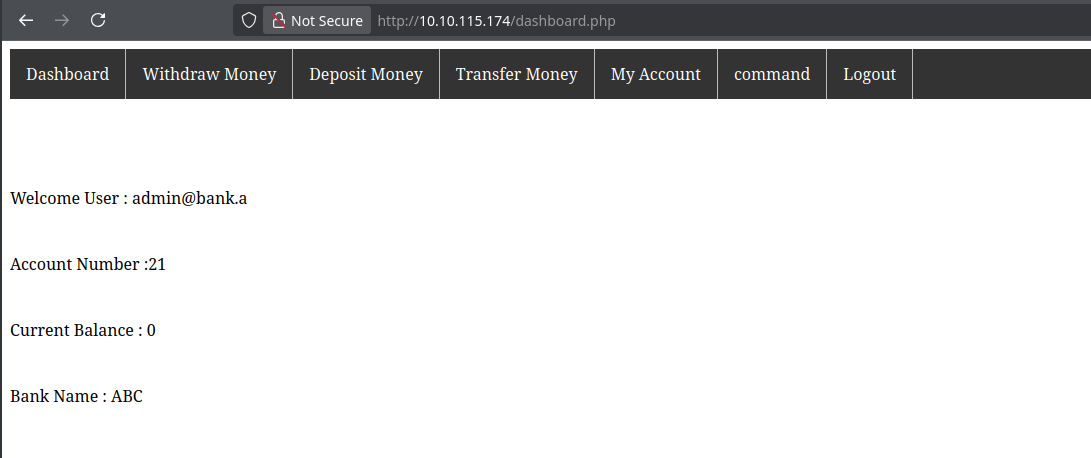 Not Secure http://10.10.115.174/dashboard.php
Dashboard Withdraw Money Deposit Money Transfer Money My Account command Logout
Welcome User : admin@bank.a
Account Number :21
Current Balance : 0
Bank Name : ABC